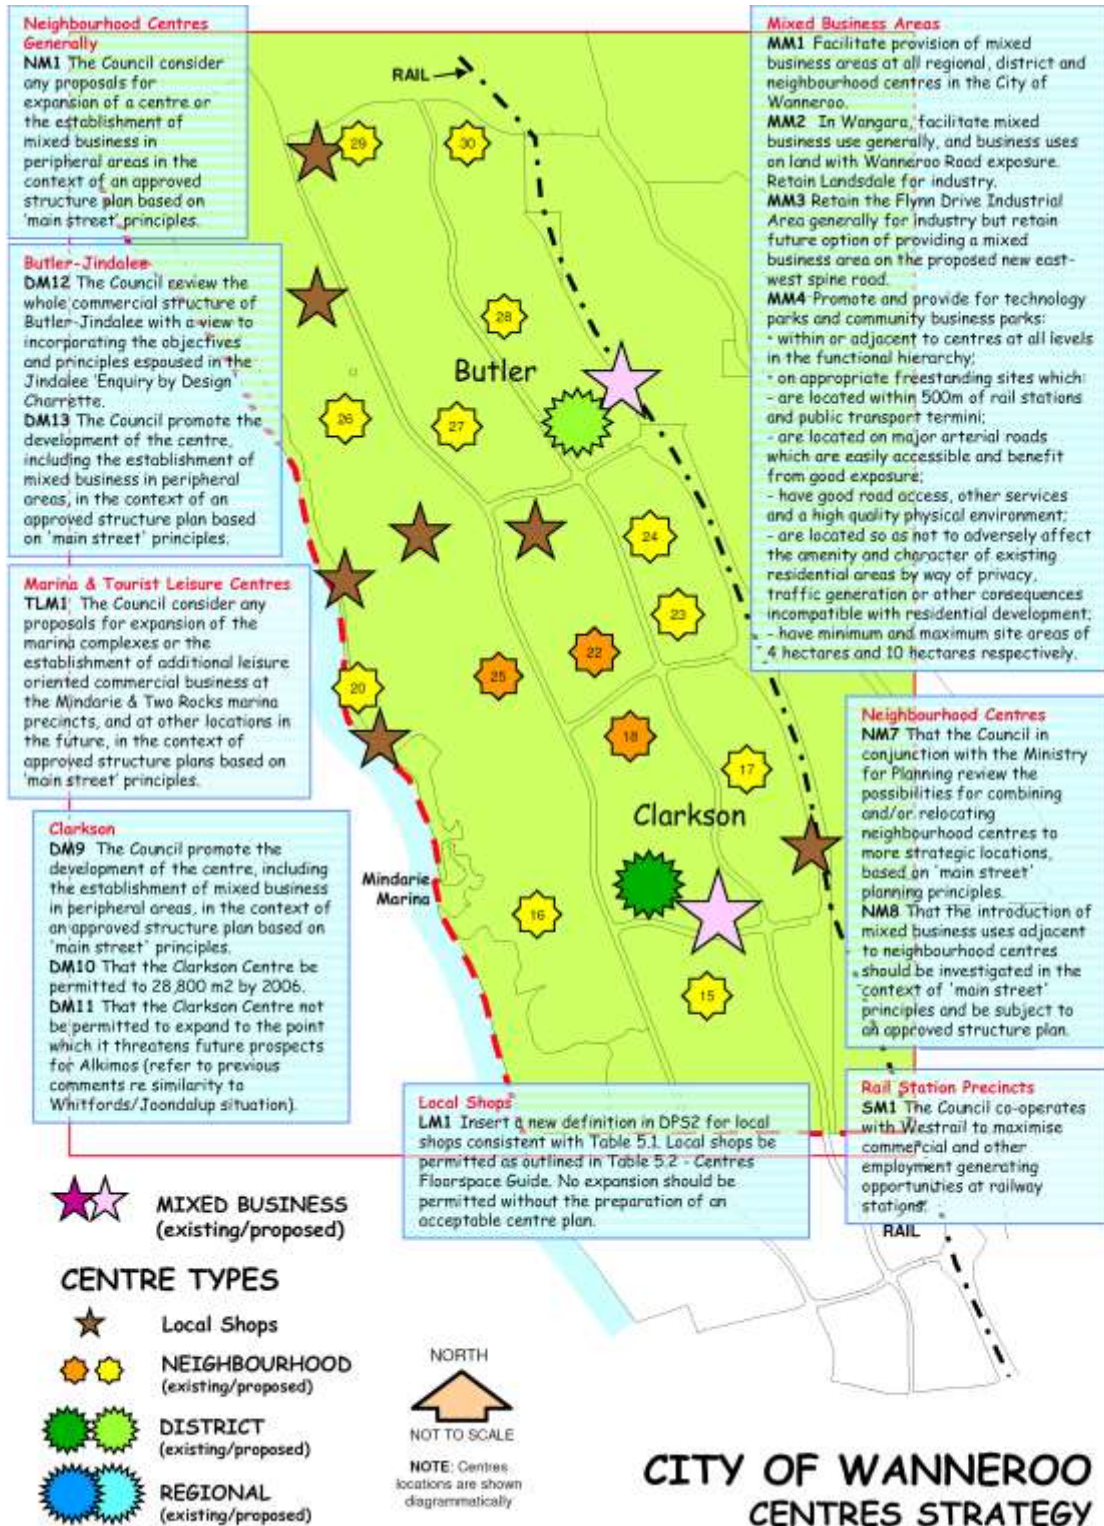 Neighbourhood Centres
Generally
NM1 The Council consider
any proposals for
expansion of a centre or
the establishment of
mixed business in
peripheral areas in the
context of an approved
structure plan based on
'main street' principles.
Butler-Jindalee
DM12 The Council review the
whole commercial structure of
Butler-Jindalee with a view to
incorporating the objectives
and principles espoused in the
Jindalee 'Enquiry by Design'
Charrette.
DM13 The Council promote the
development of the centre,
including the establishment of
mixed business in peripheral
areas, in the context of an
approved structure plan based
on 'main street' principles.
Marina & Tourist Leisure Centres
TLM1 The Council consider any
proposals for expansion of the
marina complexes or the
establishment of additional leisure
oriented commercial business at
the Mindarie & Two Rocks marina
precincts, and at other locations in
the future, in the context of
approved structure plans based on
'main street' principles.
Clarkson
DM9 The Council promote the
development of the centre, including
the establishment of mixed business
in peripheral areas, in the context of
an approved structure plan based on
'main street' principles.
DM10 That the Clarkson Centre be
permitted to 28,800 m2 by 2006.
DM11 That the Clarkson Centre not
be permitted to expand to the point
which it threatens future prospects
for Alkimos (refer to previous
comments re similarity to
Whitfords/Joondalup situation).
RAIL
29
30
28
Butler
26
27
24
23
22
25
20
18
17
Clarkson
Mindarie
Marina
16
15
Mixed Business Areas
MM1 Facilitate provision of mixed
business areas at all regional, district and
neighbourhood centres in the City of
Wanneroo.
MM2 In Wangara, facilitate mixed
business use generally, and business uses
on land with Wanneroo Road exposure.
Retain Landsdale for industry.
MM3 Retain the Flynn Drive Industrial
Area generally for industry but retain
future option of providing a mixed
business area on the proposed new east-
west spine road.
MM4 Promote and provide for technology
parks and community business parks:
- within or adjacent to centres at all levels
in the functional hierarchy;
- on appropriate freestanding sites which:
- are located within 500m of rail stations
and public transport termini;
- are located on major arterial roads
which are easily accessible and benefit
from good exposure;
- have good road access, other services
and a high quality physical environment;
- are located so as not to adversely affect
the amenity and character of existing
residential areas by way of privacy,
traffic generation or other consequences
incompatible with residential development;
- have minimum and maximum site areas of
4 hectares and 10 hectares respectively.
Neighbourhood Centres
NM7 That the Council in
conjunction with the Ministry
for Planning review the
possibilities for combining
and/or relocating
neighbourhood centres to
more strategic locations,
based on 'main street'
planning principles.
NM8 That the introduction of
mixed business uses adjacent
to neighbourhood centres
should be investigated in the
context of 'main street'
principles and be subject to
an approved structure plan.
Rail Station Precincts
SM1 The Council co-operates
with Westrail to maximise
commercial and other
employment generating
opportunities at railway
stations.
RAIL
Local Shops
LM1 Insert a new definition in DPS2 for local
shops consistent with Table 5.1. Local shops be
permitted as outlined in Table 5.2 - Centres
Floorspace Guide. No expansion should be
permitted without the preparation of an
acceptable centre plan.
MIXED BUSINESS
(existing/proposed)
CENTRE TYPES
Local Shops
NEIGHBOURHOOD
(existing/proposed)
DISTRICT
(existing/proposed)
REGIONAL
(existing/proposed)
NORTH
NOT TO SCALE
NOTE: Centres
locations are shown
diagrammatically
CITY OF WANNEROO
CENTRES STRATEGY